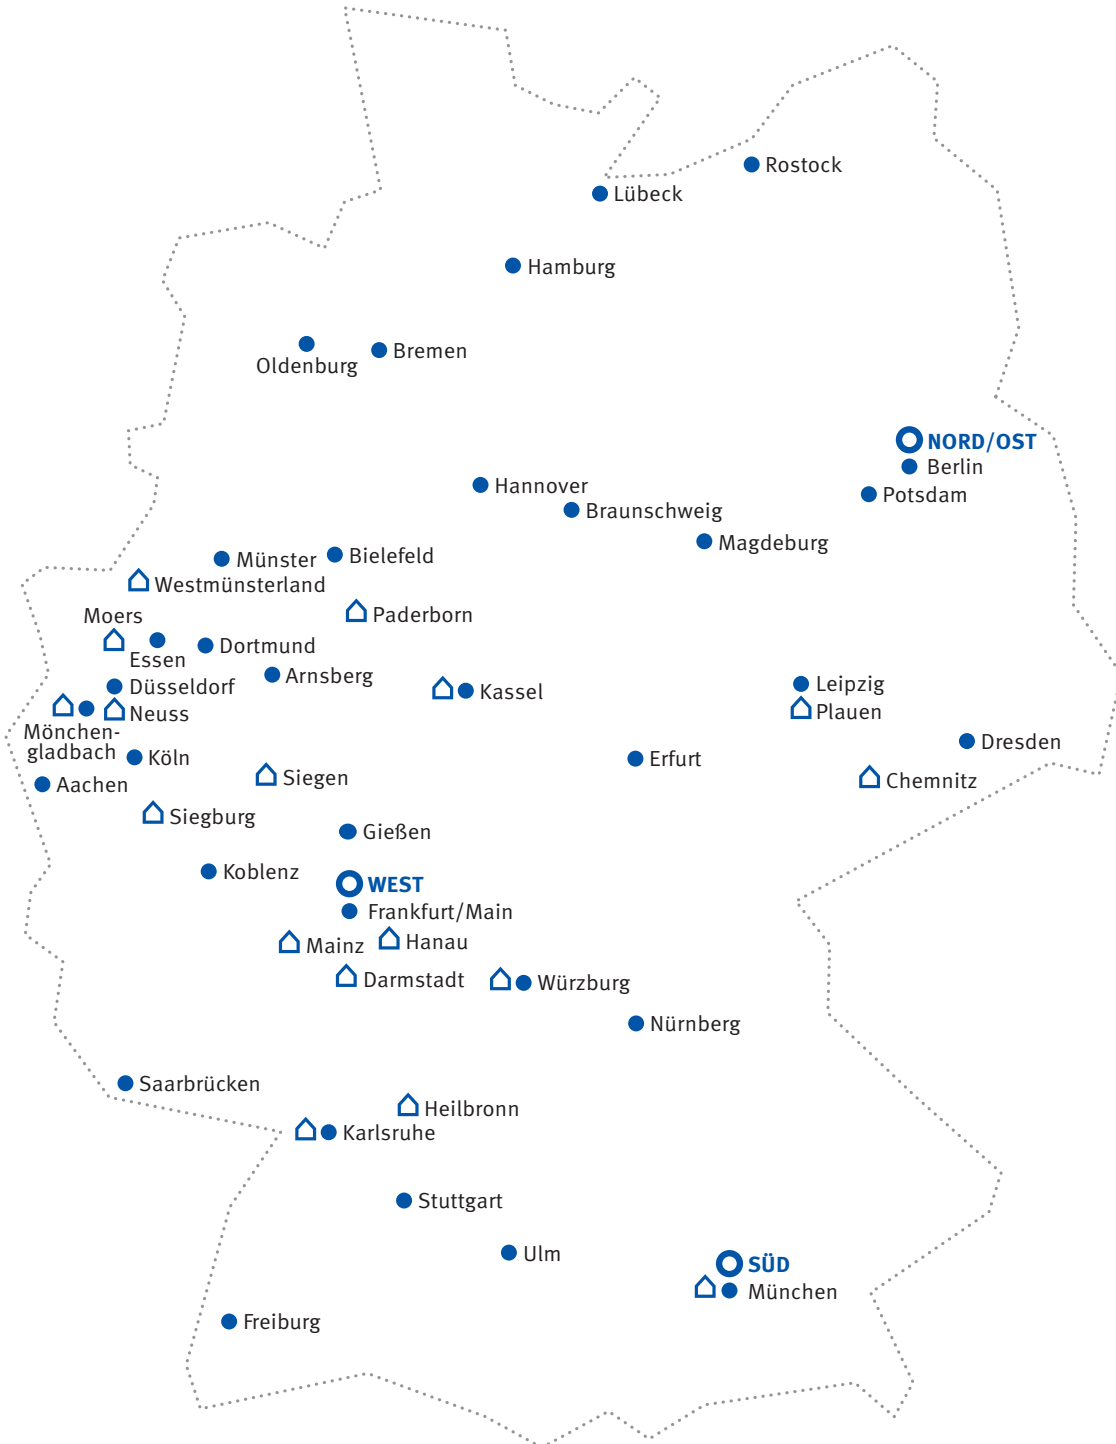 Rostock
Lübeck
Hamburg
Oldenburg
Bremen
NORD/OST
Berlin
Potsdam
Hannover
Braunschweig
Magdeburg
Münster
Bielefeld
Westmünsterland
Moers
Paderborn
Essen
Dortmund
Arnsberg
Düsseldorf
Kassel
Leipzig
Neuss
Plauen
Mönchen-
gladbach
Köln
Erfurt
Dresden
Aachen
Siegen
Chemnitz
Siegburg
Gießen
Koblenz
WEST
Frankfurt/Main
Mainz
Hanau
Darmstadt
Würzburg
Nürnberg
Saarbrücken
Heilbronn
Karlsruhe
Stuttgart
Ulm
SÜD
München
Freiburg